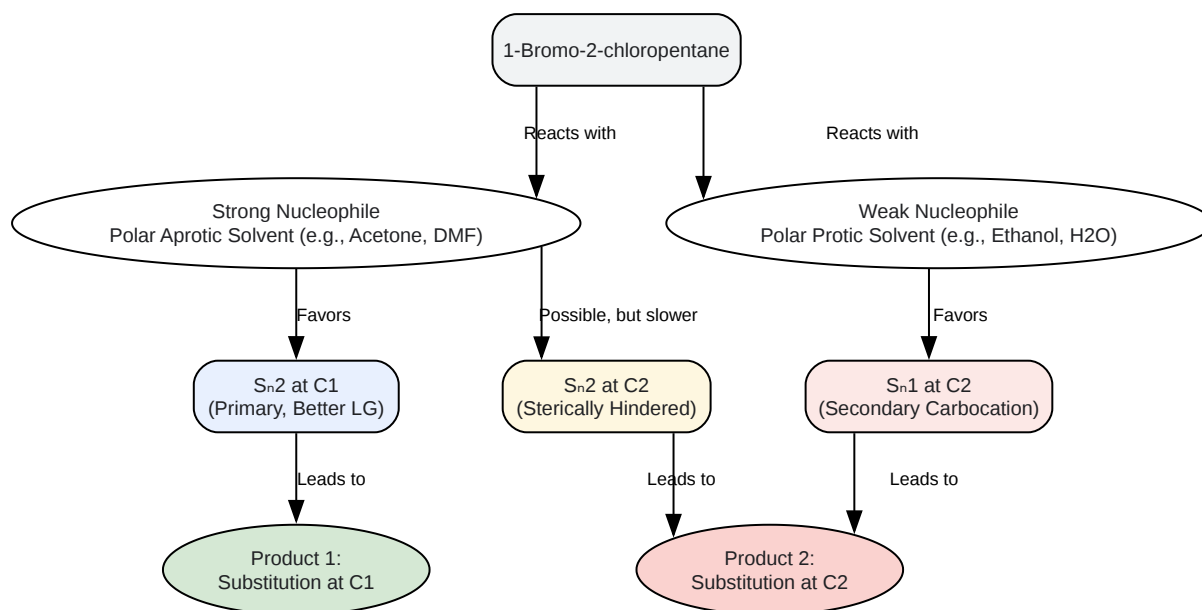 1-Bromo-2-chloropentane
Reacts with
Reacts with
Strong Nucleophile
Polar Aprotic Solvent (e.g., Acetone, DMF)
Weak Nucleophile
Polar Protic Solvent (e.g., Ethanol, H2O)
Favors
Possible, but slower
Favors
Sₙ2 at C1
(Primary, Better LG)
Sₙ2 at C2
(Sterically Hindered)
Sₙ1 at C2
(Secondary Carbocation)
Leads to
Leads to
Leads to
Product 1:
Substitution at C1
Product 2:
Substitution at C2